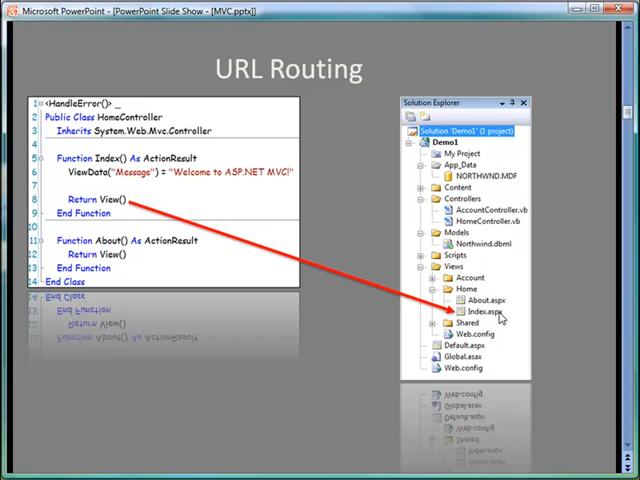 Microsoft PowerPoint - [PowerPoint Slide Show - [MVC.pptx]]
URL Routing
1 <HandleError()> _
2 Public Class HomeController
3 Inherits System.Web.Mvc.Controller
4
5 Function Index() As ActionResult
6 ViewData("Message") = "Welcome to ASP.NET MVC!"
7
8 Return View()
9 End Function
10
11 Function About() As ActionResult
12 Return View()
13 End Function
14 End Class
Solution Explorer
Solution 'Demo1' (1 project)
Demo1
My Project
App_Data
NORTHWND.MDF
Content
Controllers
AccountController.vb
HomeController.vb
Models
Northwind.dbml
Scripts
Views
Account
Home
About.aspx
Index.aspx
Shared
Web.config
Default.aspx
Global.asax
Web.config